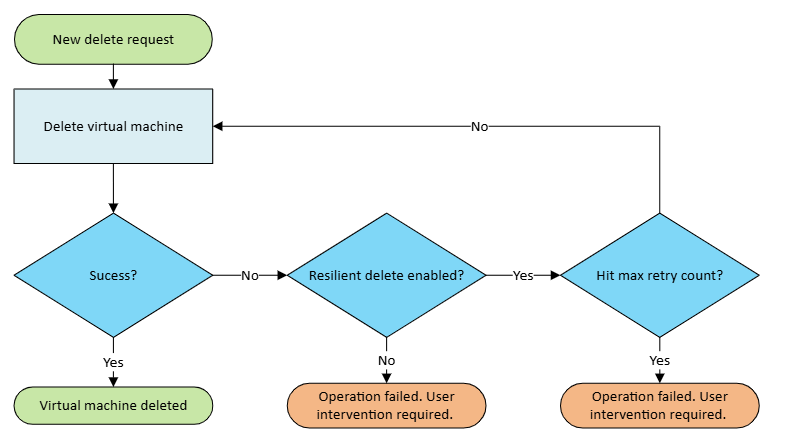 New delete request
Delete virtual machine
No
Sucess?
No
Resilient delete enabled?
Yes
Hit max retry count?
Yes
No
Yes
Virtual machine deleted
Operation failed. User
intervention required.
Operation failed. User
intervention required.